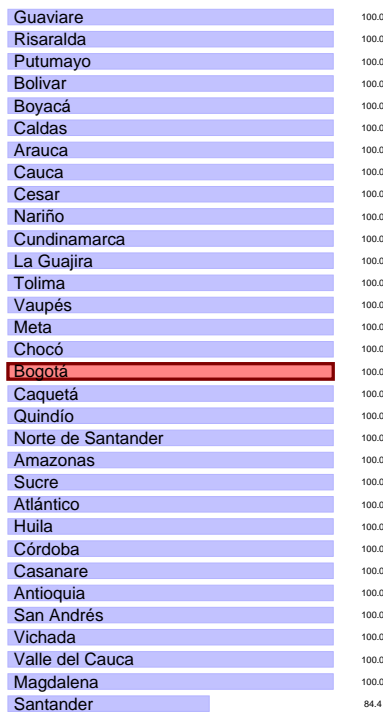 Guaviare 100.0
Risaralda 100.0
Putumayo 100.0
Bolivar 100.0
Boyacá 100.0
Caldas 100.0
Arauca 100.0
Cauca 100.0
Cesar 100.0
Nariño 100.0
Cundinamarca 100.0
La Guajira 100.0
Tolima 100.0
Vaupés 100.0
Meta 100.0
Chocó 100.0
Bogotá 100.0
Caquetá 100.0
Quindío 100.0
Norte de Santander 100.0
Amazonas 100.0
Sucre 100.0
Atlántico 100.0
Huila 100.0
Córdoba 100.0
Casanare 100.0
Antioquia 100.0
San Andrés 100.0
Vichada 100.0
Valle del Cauca 100.0
Magdalena 100.0
Santander 84.4